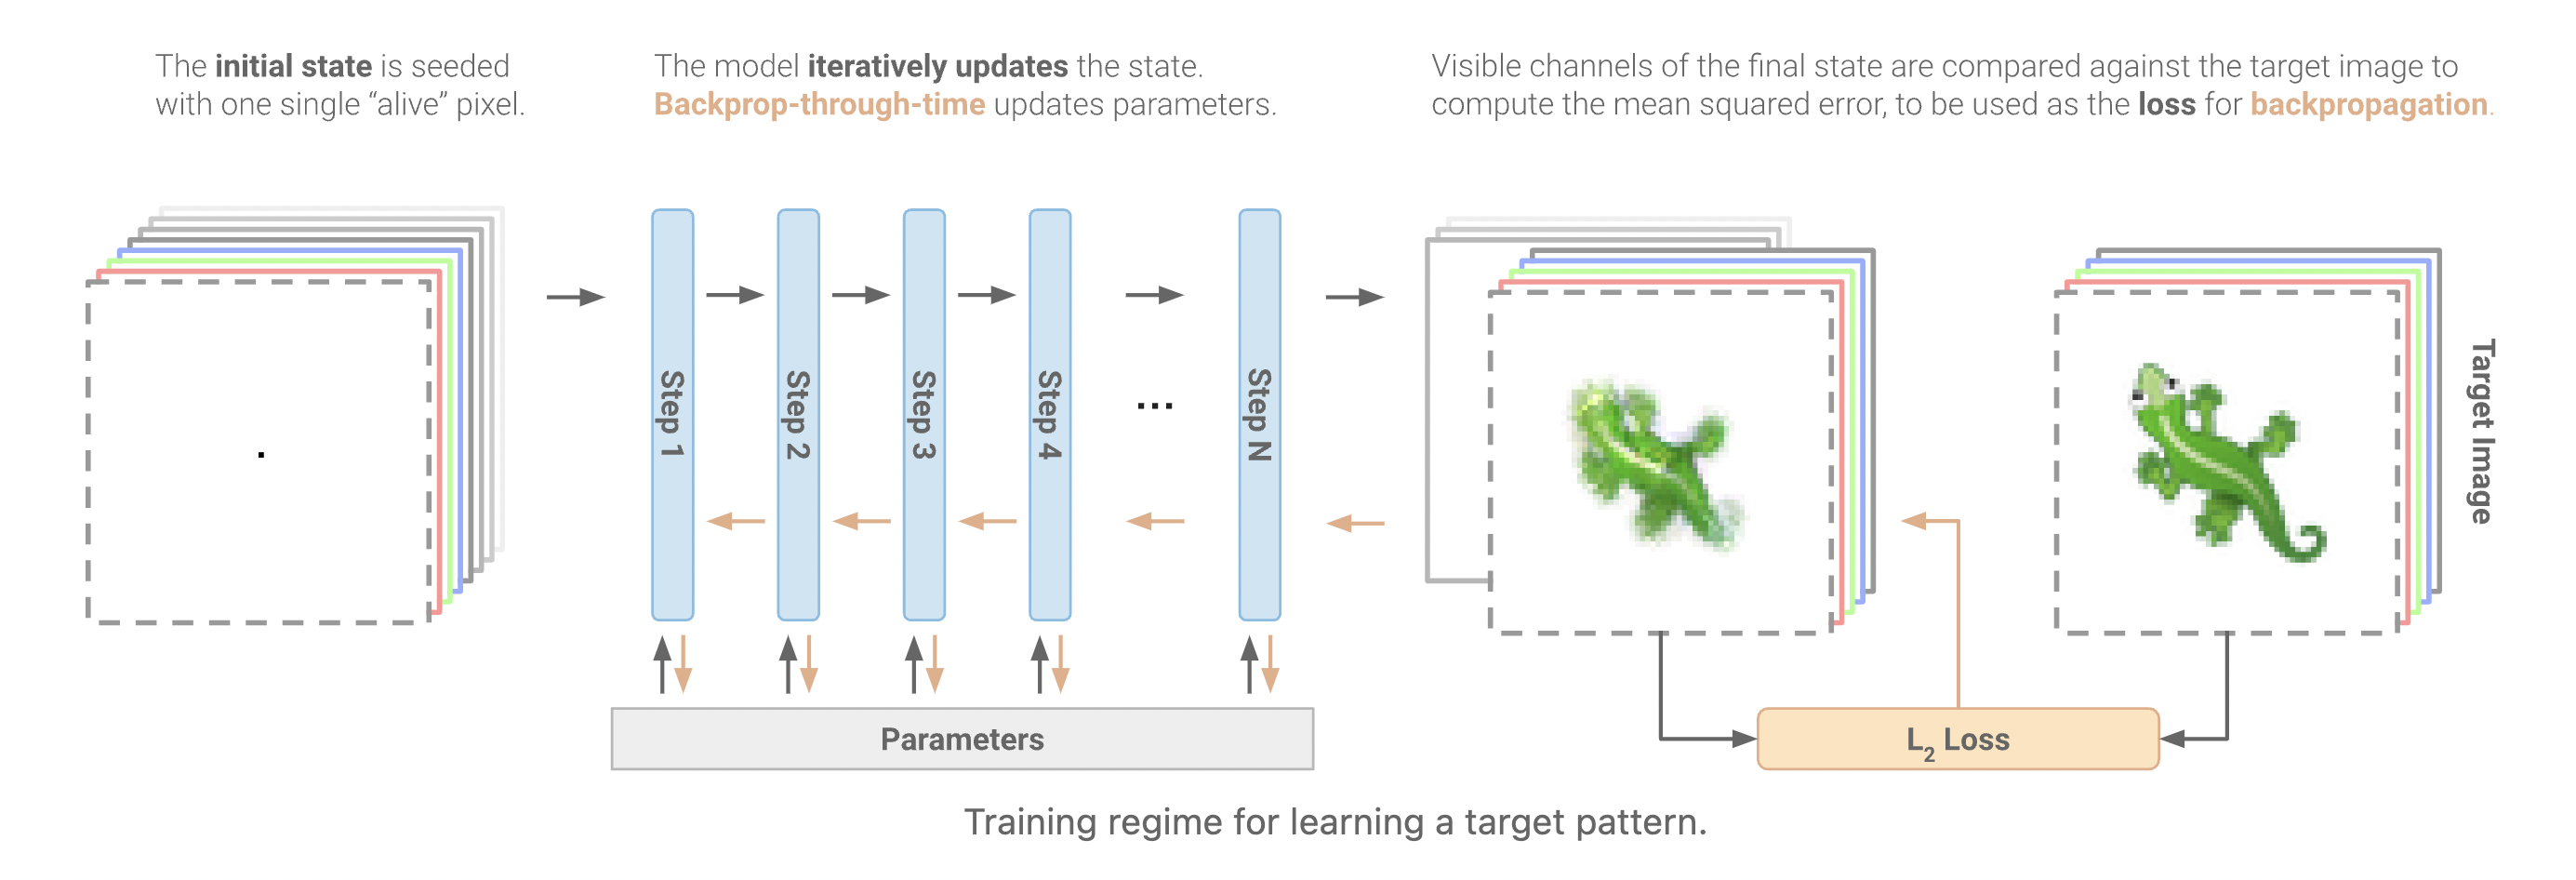 The initial state is seeded
with one single “alive” pixel.
The model iteratively updates the state.
Backprop-through-time updates parameters.
Visible channels of the final state are compared against the target image to
compute the mean squared error, to be used as the loss for backpropagation.
Step 1
Step 2
Step 3
Step 4
...
Step N
Target Image
Parameters
L2 Loss
Training regime for learning a target pattern.